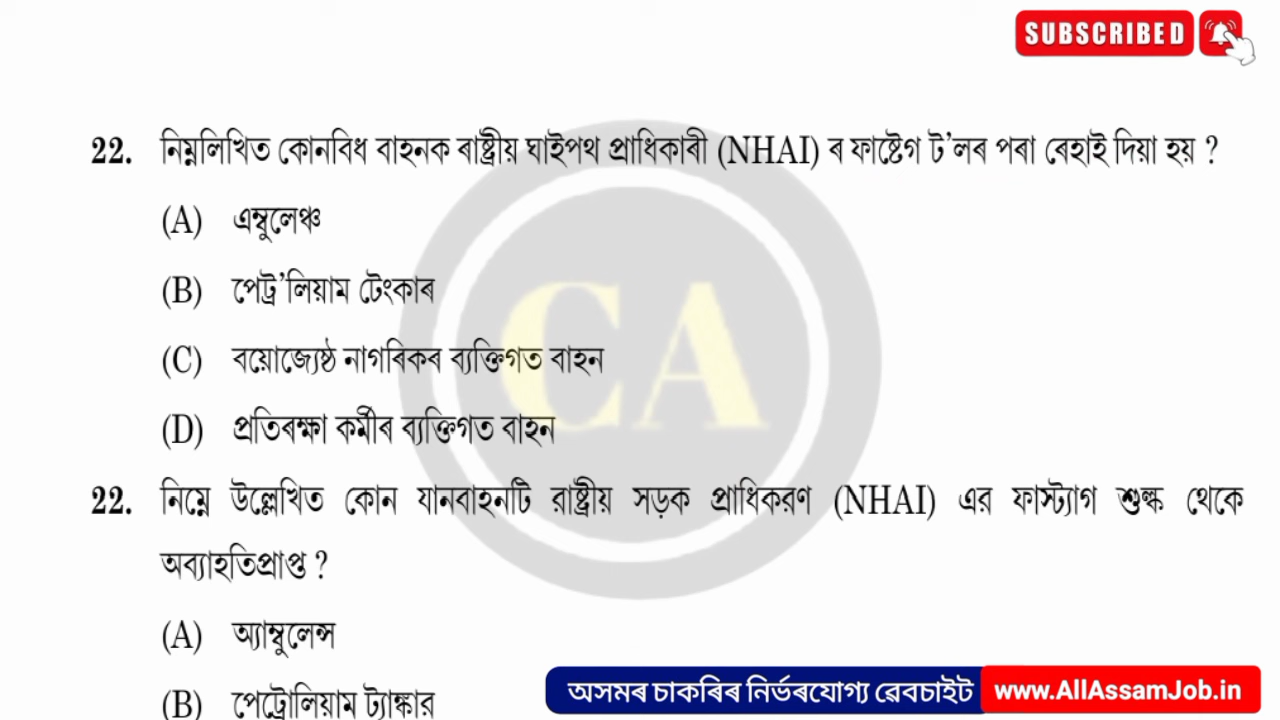 SUBSCRIBED
22. নিম্নলিখিত কোনবিধ বাহনক ৰাষ্ট্ৰীয় ঘাইপথ প্ৰাধিকাৰী (NHAI) ৰ ফাষ্টেগ ট'লৰ পৰা ৰেহাই দিয়া হয় ?
(A) এম্বুলেঞ্চ
(B) পেট্ৰ'লিয়াম টেংকাৰ
(C) বয়োজ্যেষ্ঠ নাগৰিকৰ ব্যক্তিগত বাহন
(D) প্ৰতিৰক্ষা কৰ্মীৰ ব্যক্তিগত বাহন
CA
22. নিম্নে উল্লেখিত কোন যানবাহনটি রাষ্ট্রীয় সড়ক প্রাধিকরণ (NHAI) এর ফাস্ট্যাগ শুল্ক থেকে
অব্যাহতিপ্রাপ্ত ?
(A) অ্যাম্বুলেন্স
(B) পেট্রোলিয়াম ট্যাঙ্কার
অসমৰ চাকৰিৰ নিৰ্ভৰযোগ্য ৱেবচাইট www.AllAssamJob.in